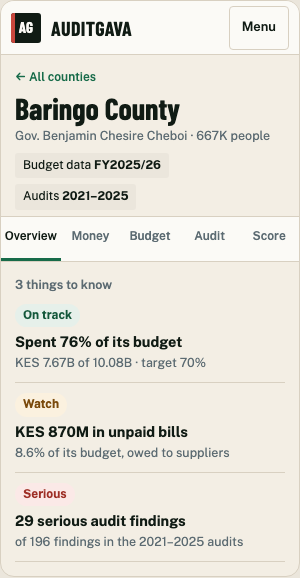 AG AUDITGAVA Menu
← All counties
Baringo County
Gov. Benjamin Chesire Cheboi · 667K people
Budget data FY2025/26
Audits 2021–2025
Overview Money Budget Audit Score
3 things to know
On track
Spent 76% of its budget
KES 7.67B of 10.08B · target 70%
Watch
KES 870M in unpaid bills
8.6% of its budget, owed to suppliers
Serious
29 serious audit findings
of 196 findings in the 2021–2025 audits